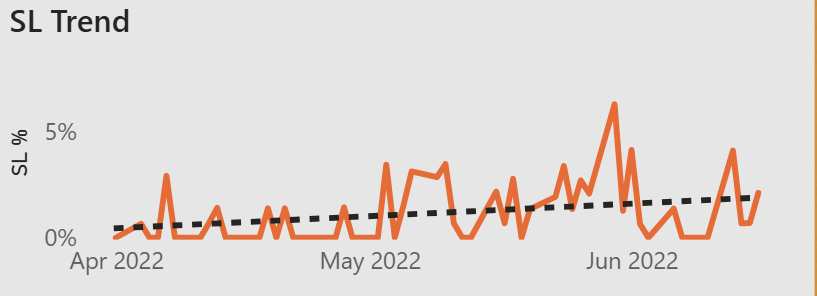 SL Trend
SL %
5%
0%
Apr 2022
May 2022
Jun 2022